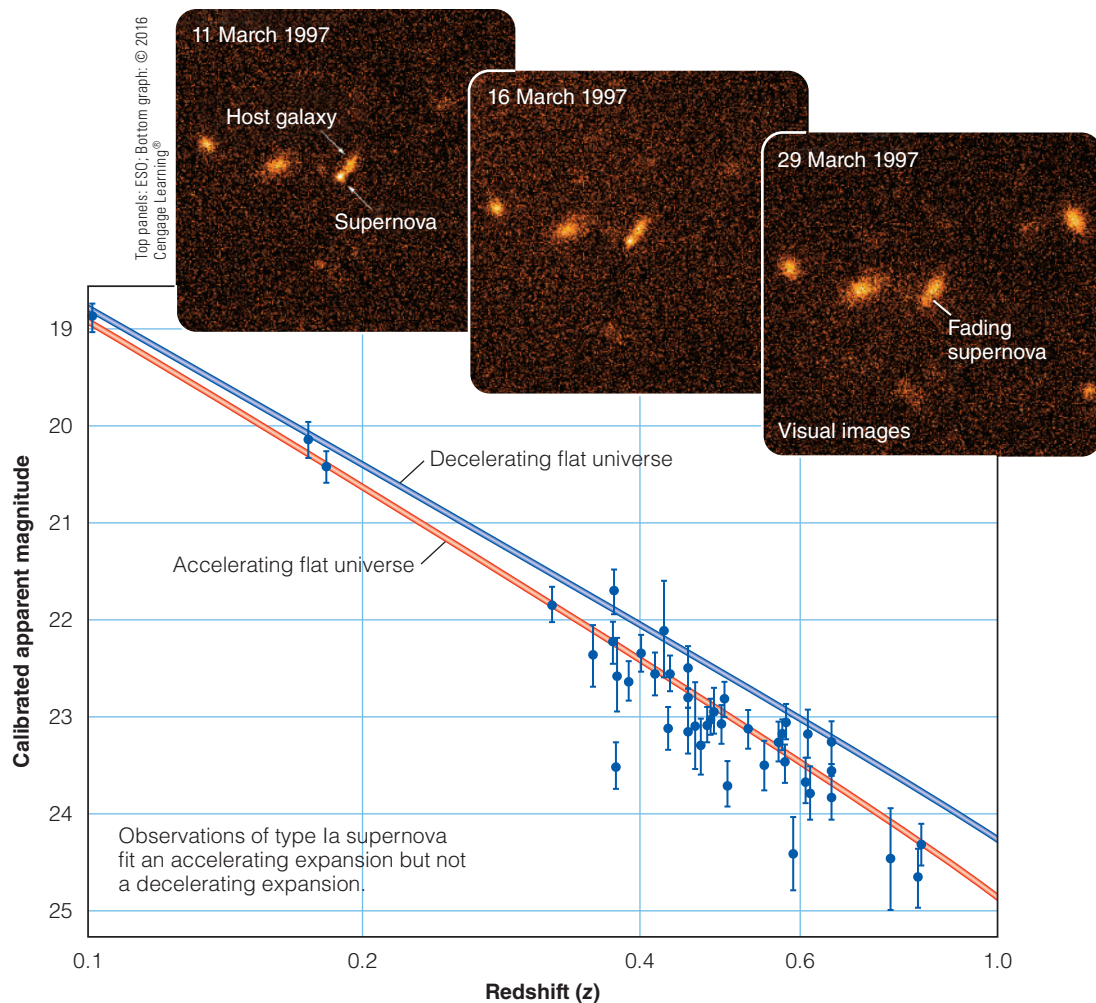 Top panels: ESO; Bottom graph: © 2016
Cengage Learning®
11 March 1997
Host galaxy
Supernova
16 March 1997
29 March 1997
Fading
supernova
Visual images
Calibrated apparent magnitude
19
20
21
22
23
24
25
Decelerating flat universe
Accelerating flat universe
Observations of type Ia supernova
fit an accelerating expansion but not
a decelerating expansion.
0.1
0.2
0.4
0.6
1.0
Redshift (z)